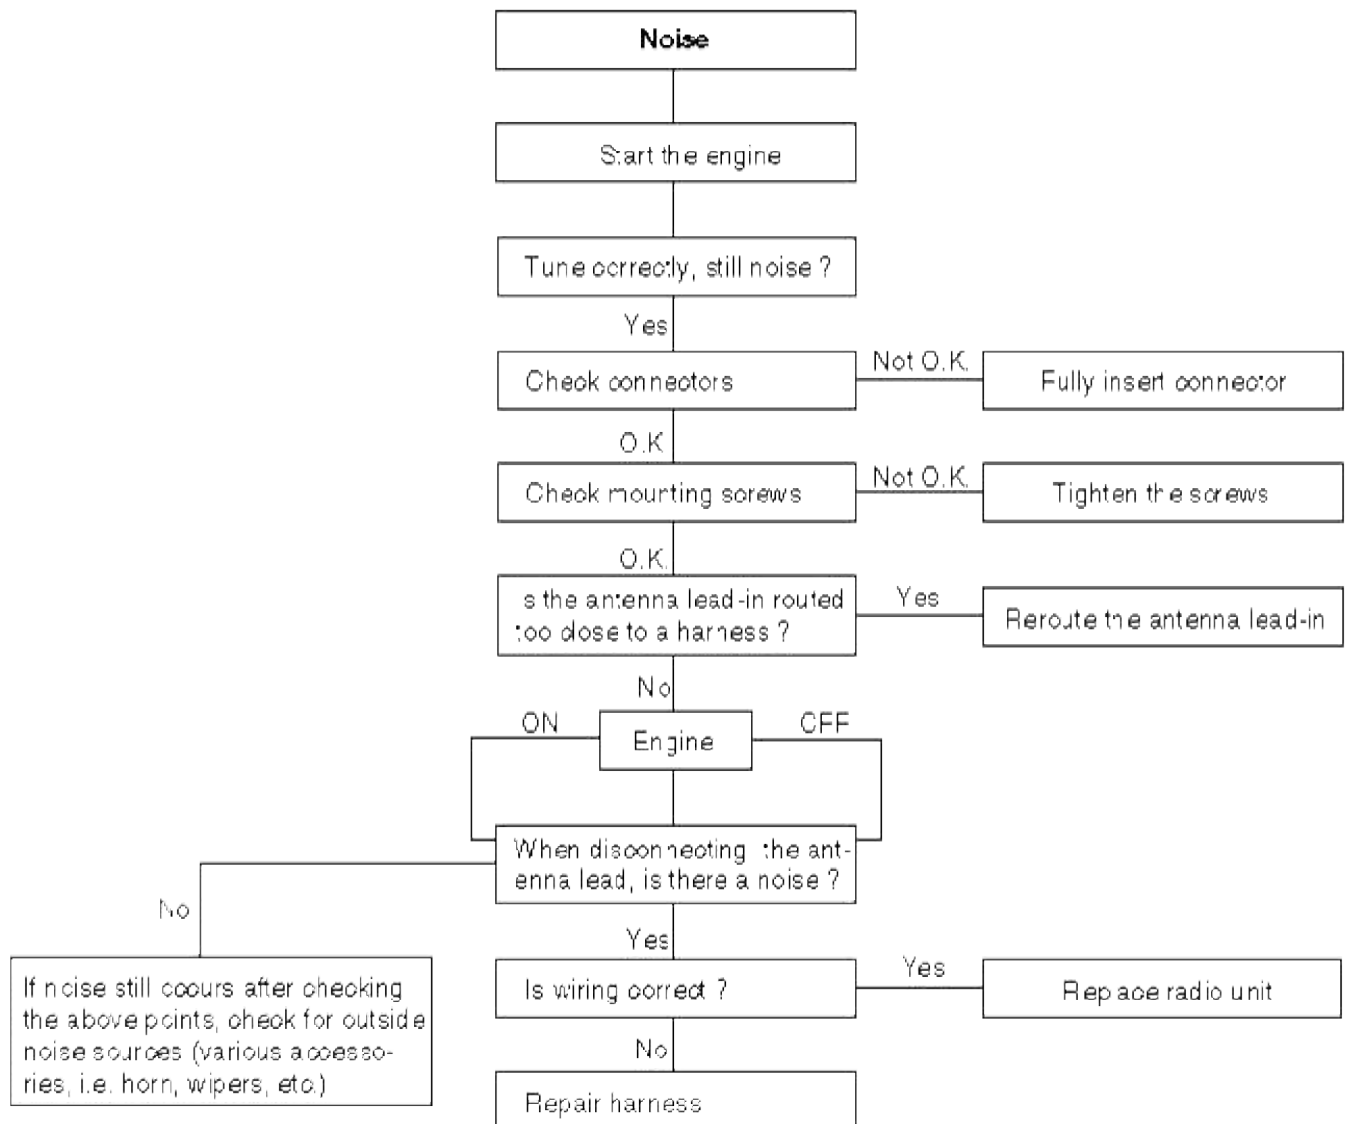 Noise
Start the engine
Tune correctly, still noise ?
Yes
Check connectors
Not O.K.
Fully insert connector
O.K
Check mounting screws
Not O.K.
Tighten the screws
O.K.
Is the antenna lead-in routed
too close to a harness ?
Yes
Reroute the antenna lead-in
No
ON
Engine
OFF
When disconnecting the ant-
enna lead, is there a noise ?
No
Yes
If noise still occurs after checking
the above points, check for outside
noise sources (various accesso-
ries, i.e. horn, wipers, etc.)
Is wiring correct ?
Yes
Replace radio unit
No
Repair harness